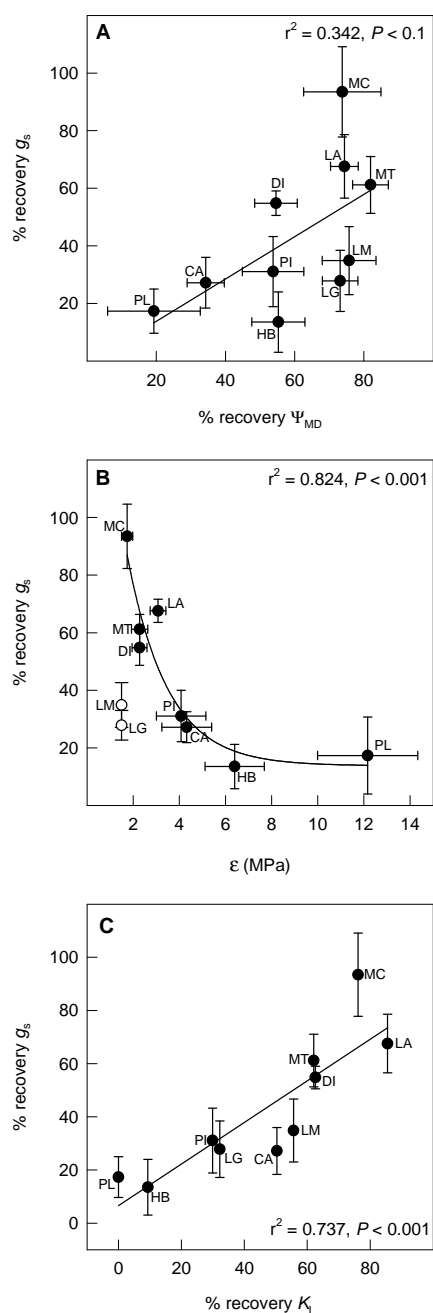 A
r² = 0.342, P < 0.1
100
80
60
40
20
% recovery gs
MC
LA
MT
DI
LM
PI
CA
LG
PL
HB
20 40 60 80
% recovery ΨMD
B
r² = 0.824, P < 0.001
100
80
60
40
20
0
% recovery gs
MC
LA
MT
DI
LM
PI
LG
CA
PL
HB
2 4 6 8 10 12 14
ε (MPa)
C
100
80
60
40
20
0
% recovery gs
MC
LA
MT
DI
LM
PI
LG
CA
PL
HB
r² = 0.737, P < 0.001
0 20 40 60 80
% recovery Kl